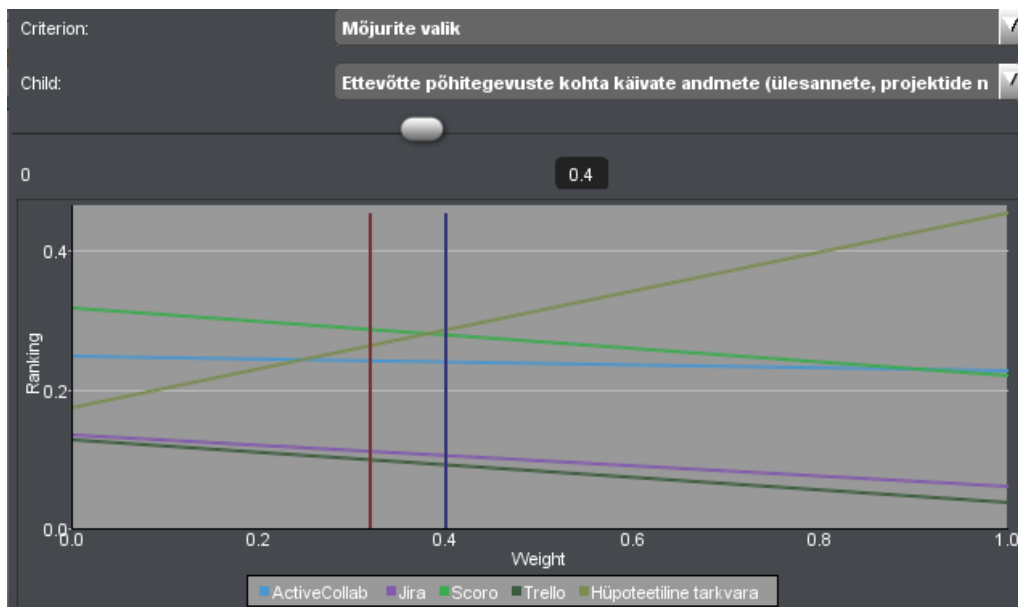 Criterion:
Mõjurite valik
Child:
Ettevõtte põhitegevuste kohta käivate andmete (ülesannete, projektide n
0
0.4
Ranking
0.4
0.2
0.0
0.0 0.2 0.4 0.6 0.8 1.0
Weight
ActiveCollab Jira Scoro Trello Hüpoteetiline tarkvara